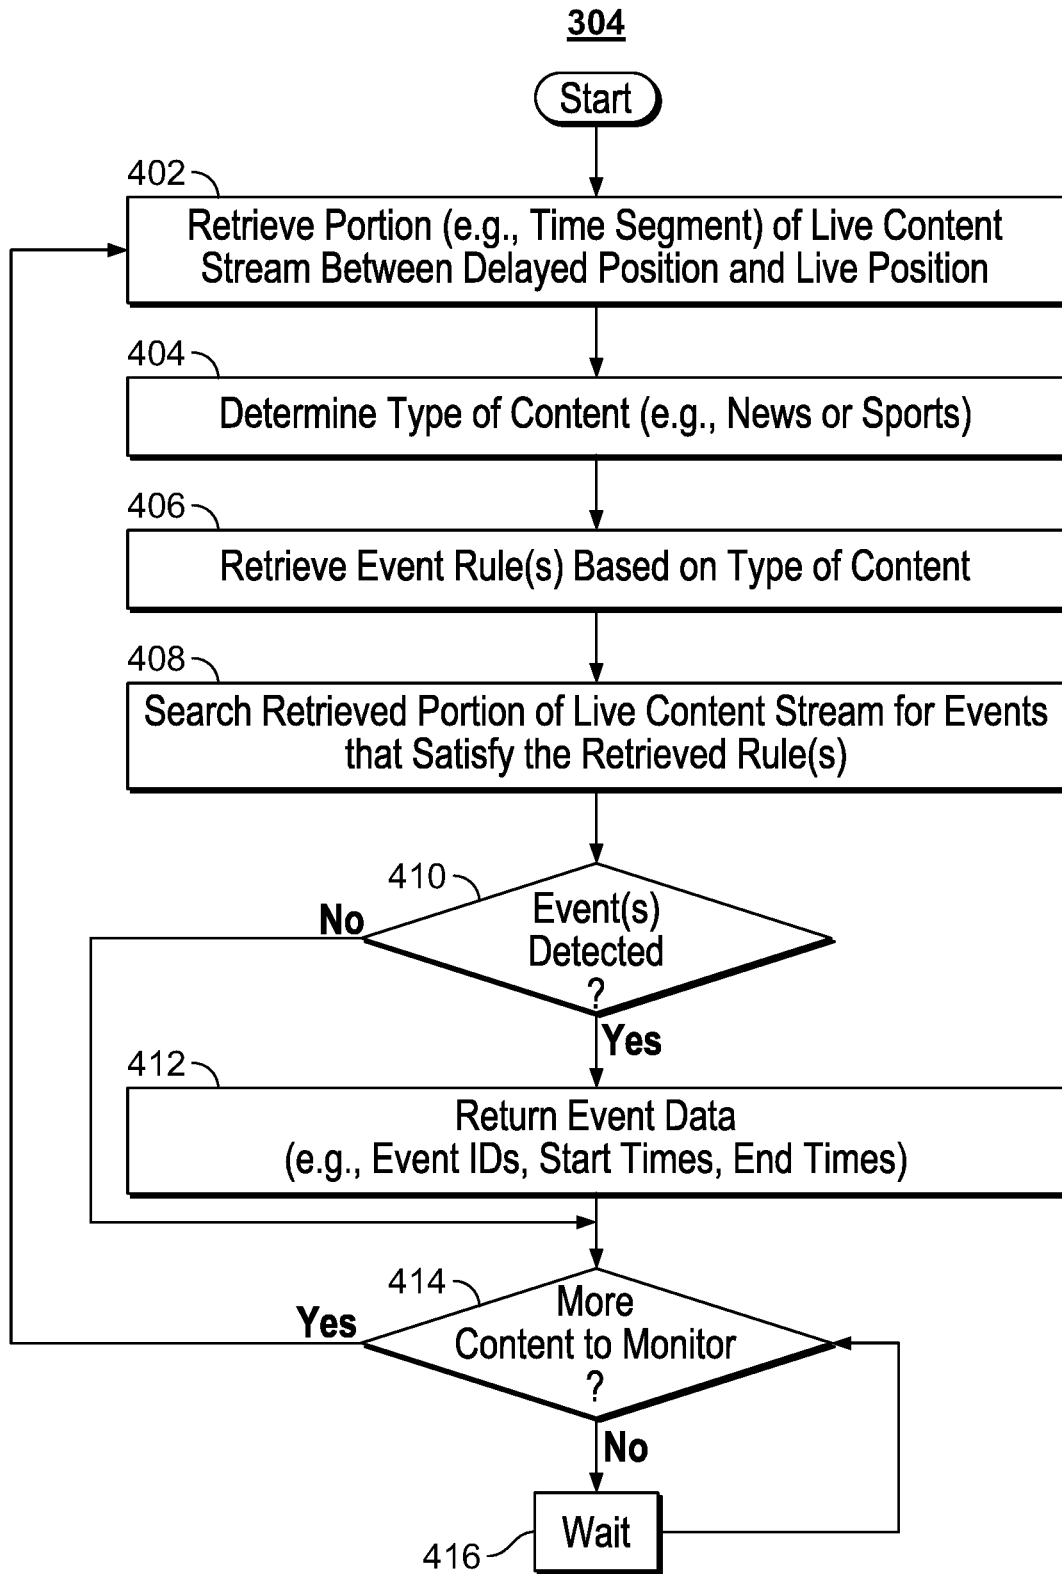 304
Start
402
Retrieve Portion (e.g., Time Segment) of Live Content
Stream Between Delayed Position and Live Position
404
Determine Type of Content (e.g., News or Sports)
406
Retrieve Event Rule(s) Based on Type of Content
408
Search Retrieved Portion of Live Content Stream for Events
that Satisfy the Retrieved Rule(s)
410
No
Event(s)
Detected
?
Yes
412
Return Event Data
(e.g., Event IDs, Start Times, End Times)
414
Yes
More
Content to Monitor
?
No
416
Wait